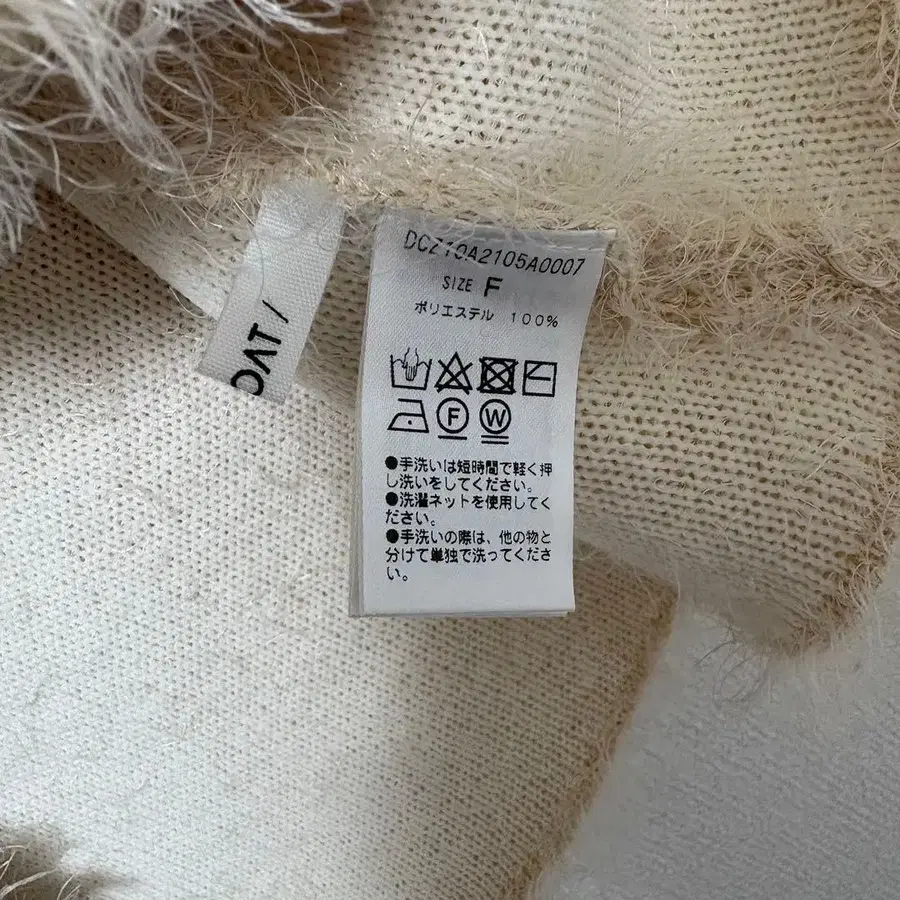 DCZ10A2105A0007
SIZE F
ポリエステル 100%
F W
●手洗いは短時間で軽く押
し洗いをしてください。
●洗濯ネットを使用してく
ださい。
●手洗いの際は、他の物と
分けて単独で洗ってくださ
い。